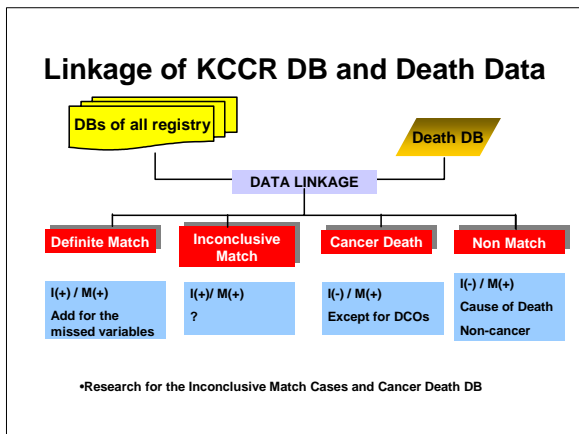 Linkage of KCCR DB and Death Data
DBs of all registry
Death DB
DATA LINKAGE
Definite Match
Inconclusive
Match
Cancer Death
Non Match
I(+) / M(+)
Add for the
missed variables
I(+)/ M(+)
?
I(-) / M(+)
Except for DCOs
I(-) / M(+)
Cause of Death
Non-cancer
•Research for the Inconclusive Match Cases and Cancer Death DB